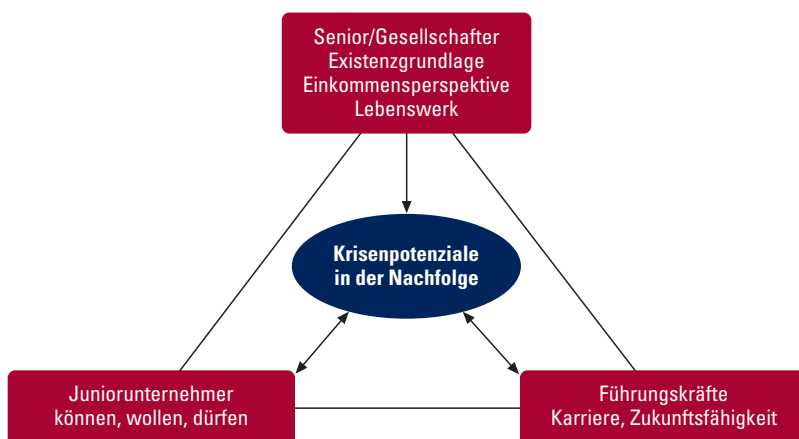 Senior/Gesellschafter
Existenzgrundlage
Einkommensperspektive
Lebenswerk
Krisenpotenziale
in der Nachfolge
Juniorunternehmer
können, wollen, dürfen
Führungskräfte
Karriere, Zukunftsfähigkeit